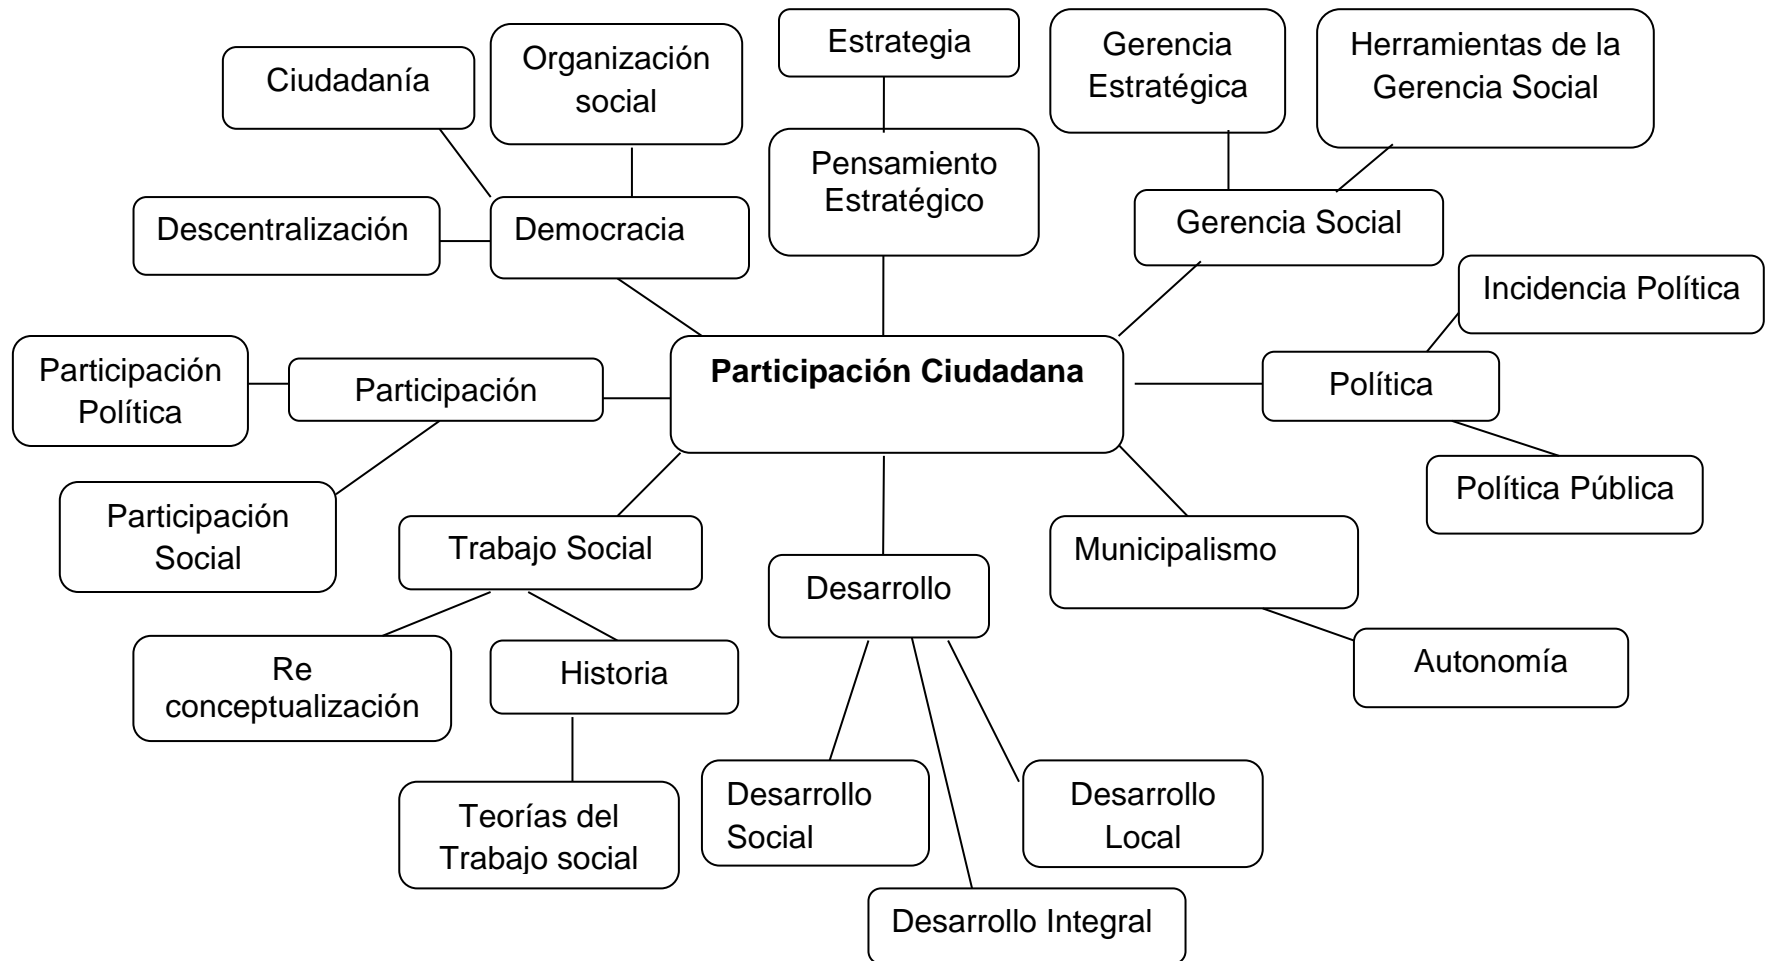 Ciudadanía
Organización
social
Estrategia
Gerencia
Estratégica
Herramientas de la
Gerencia Social
Pensamiento
Estratégico
Descentralización
Democracia
Gerencia Social
Incidencia Política
Participación
Política
Participación
Participación Ciudadana
Política
Política Pública
Participación
Social
Trabajo Social
Desarrollo
Municipalismo
Re
conceptualización
Historia
Autonomía
Teorías del
Trabajo social
Desarrollo
Social
Desarrollo
Local
Desarrollo Integral